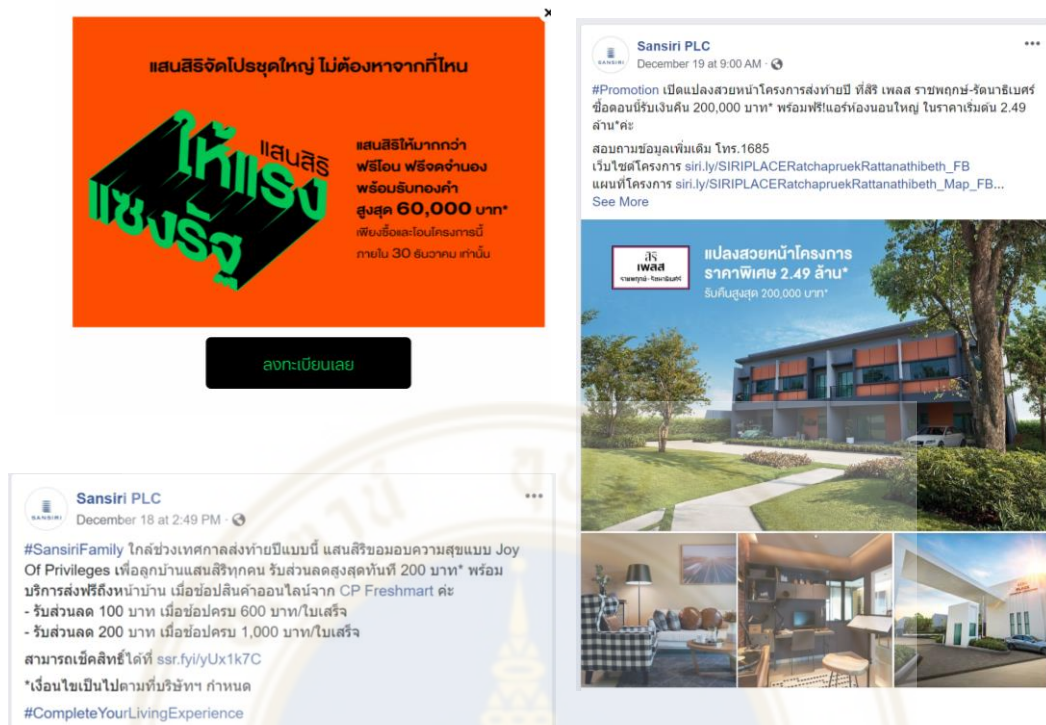 x
แสนสิริจัดโปรชุดใหญ่ ไม่ต้องหาจากที่ไหน
แสนสิริ
ให้แรง
แซงรัฐ
แสนสิริให้มากกว่า
ฟรีโอน ฟรีจดจำนอง
พร้อมรับทองคำ
สูงสุด 60,000 บาท*
เพียงซื้อและโอนโครงการนี้
ภายใน 30 ธันวาคม เท่านั้น
ลงทะเบียนเลย
Sansiri PLC
December 19 at 9:00 AM ·
SANSIRI
#Promotion เปิดแปลงสวยหน้าโครงการส่งท้ายปี ที่สิริ เพลส ราชพฤกษ์-รัตนาธิเบศร์
ซื้อตอนนี้รับเงินคืน 200,000 บาท* พร้อมฟรี!แอร์ห้องนอนใหญ่ ในราคาเริ่มต้น 2.49
ล้าน*ค่ะ
สอบถามข้อมูลเพิ่มเติม โทร.1685
เว็บไซต์โครงการ siri.ly/SIRIPLACERatchapruekRattanathibeth_FB
แผนที่โครงการ siri.ly/SIRIPLACERatchapruekRattanathibeth_Map_FB...
See More
สิริ
เพลส
ราชพฤกษ์-รัตนาธิเบศร์
แปลงสวยหน้าโครงการ
ราคาพิเศษ 2.49 ล้าน*
รับคืนสูงสุด 200,000 บาท*
Sansiri PLC
December 18 at 2:49 PM ·
SANSIRI
#SansiriFamily ใกล้ช่วงเทศกาลส่งท้ายปีแบบนี้ แสนสิริขอมอบความสุขแบบ Joy
Of Privileges เพื่อลูกบ้านแสนสิริทุกคน รับส่วนลดสูงสุดทันที 200 บาท* พร้อม
บริการส่งฟรีถึงหน้าบ้าน เมื่อช้อปสินค้าออนไลน์จาก CP Freshmart ค่ะ
- รับส่วนลด 100 บาท เมื่อช้อปครบ 600 บาท/ใบเสร็จ
- รับส่วนลด 200 บาท เมื่อช้อปครบ 1,000 บาท/ใบเสร็จ
สามารถเช็คสิทธิ์ได้ที่ ssr.fyi/yUx1k7C
*เงื่อนไขเป็นไปตามที่บริษัทฯ กำหนด
#CompleteYourLivingExperience